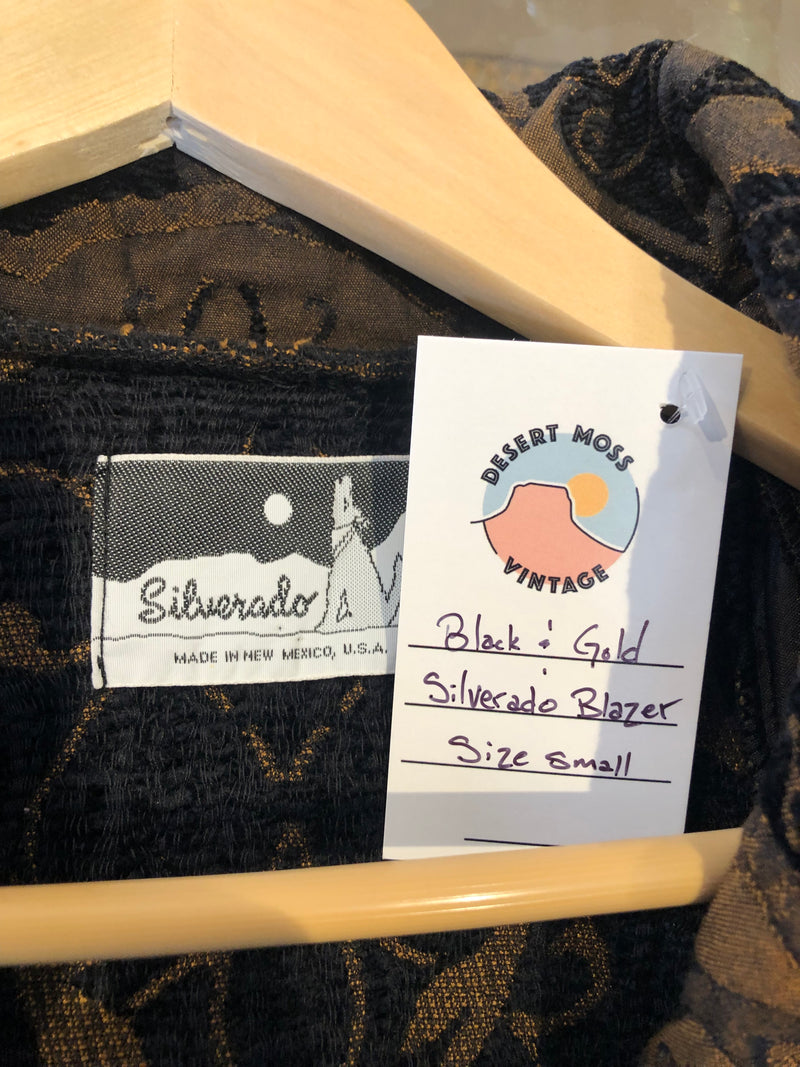 Silverado
MADE IN NEW MEXICO, U.S.A.
DESERT MOSS
VINTAGE
Black & Gold
Silverado Blazer
Size small